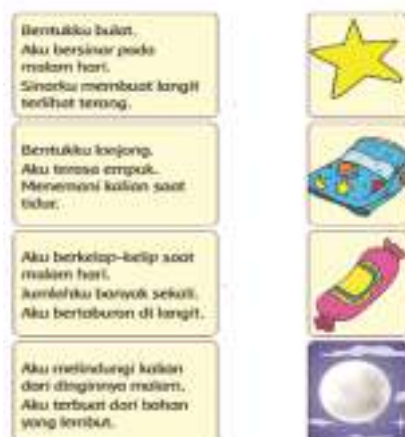 Bentukku bulat.
Aku bersinar pada
malam hari.
Sinarku membuat langit
terlihat terang.
Bentukku lonjong.
Aku terasa empuk.
Menemani kalian saat
tidur.
Aku berkelap-kelip saat
malam hari.
Jumlahku banyak sekali.
Aku bertaburan di langit.
Aku melindungi kalian
dari dinginnya malam.
Aku terbuat dari bahan
yang lembut.